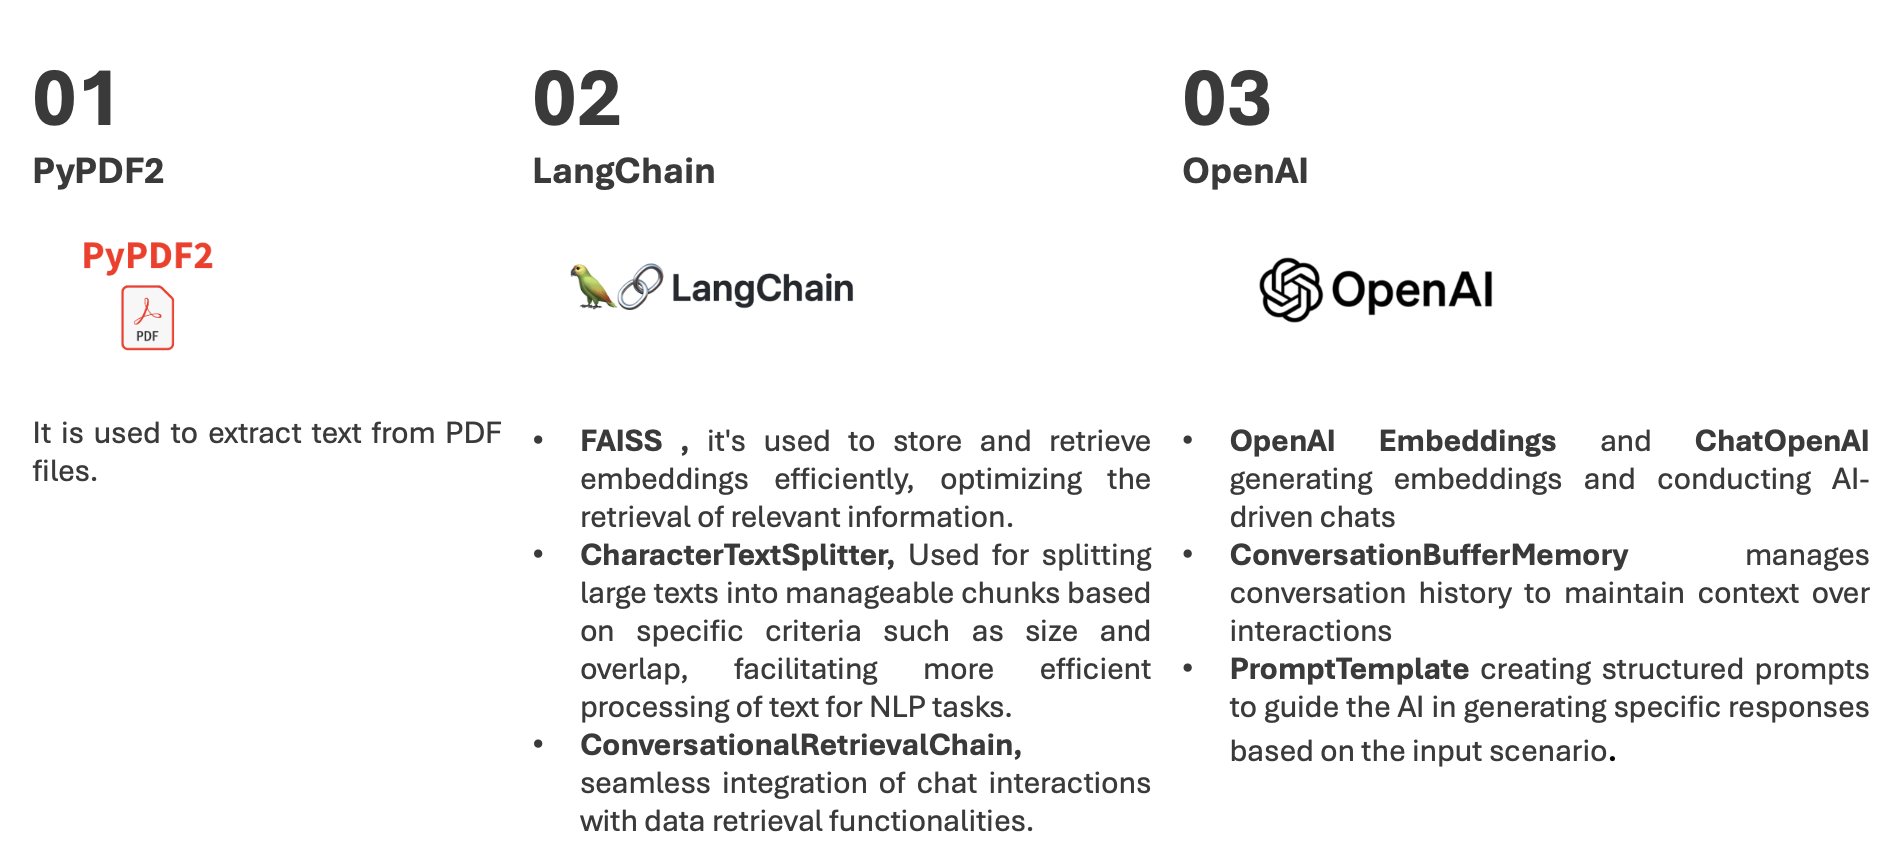 01
PyPDF2
PyPDF2
PDF
It is used to extract text from PDF
files.
02
LangChain
LangChain
• FAISS , it's used to store and retrieve
embeddings efficiently, optimizing the
retrieval of relevant information.
• CharacterTextSplitter, Used for splitting
large texts into manageable chunks based
on specific criteria such as size and
overlap, facilitating more efficient
processing of text for NLP tasks.
• ConversationalRetrievalChain,
seamless integration of chat interactions
with data retrieval functionalities.
03
OpenAI
OpenAI
• OpenAI Embeddings and ChatOpenAI
generating embeddings and conducting AI-
driven chats
• ConversationBufferMemory manages
conversation history to maintain context over
interactions
• PromptTemplate creating structured prompts
to guide the AI in generating specific responses
based on the input scenario.